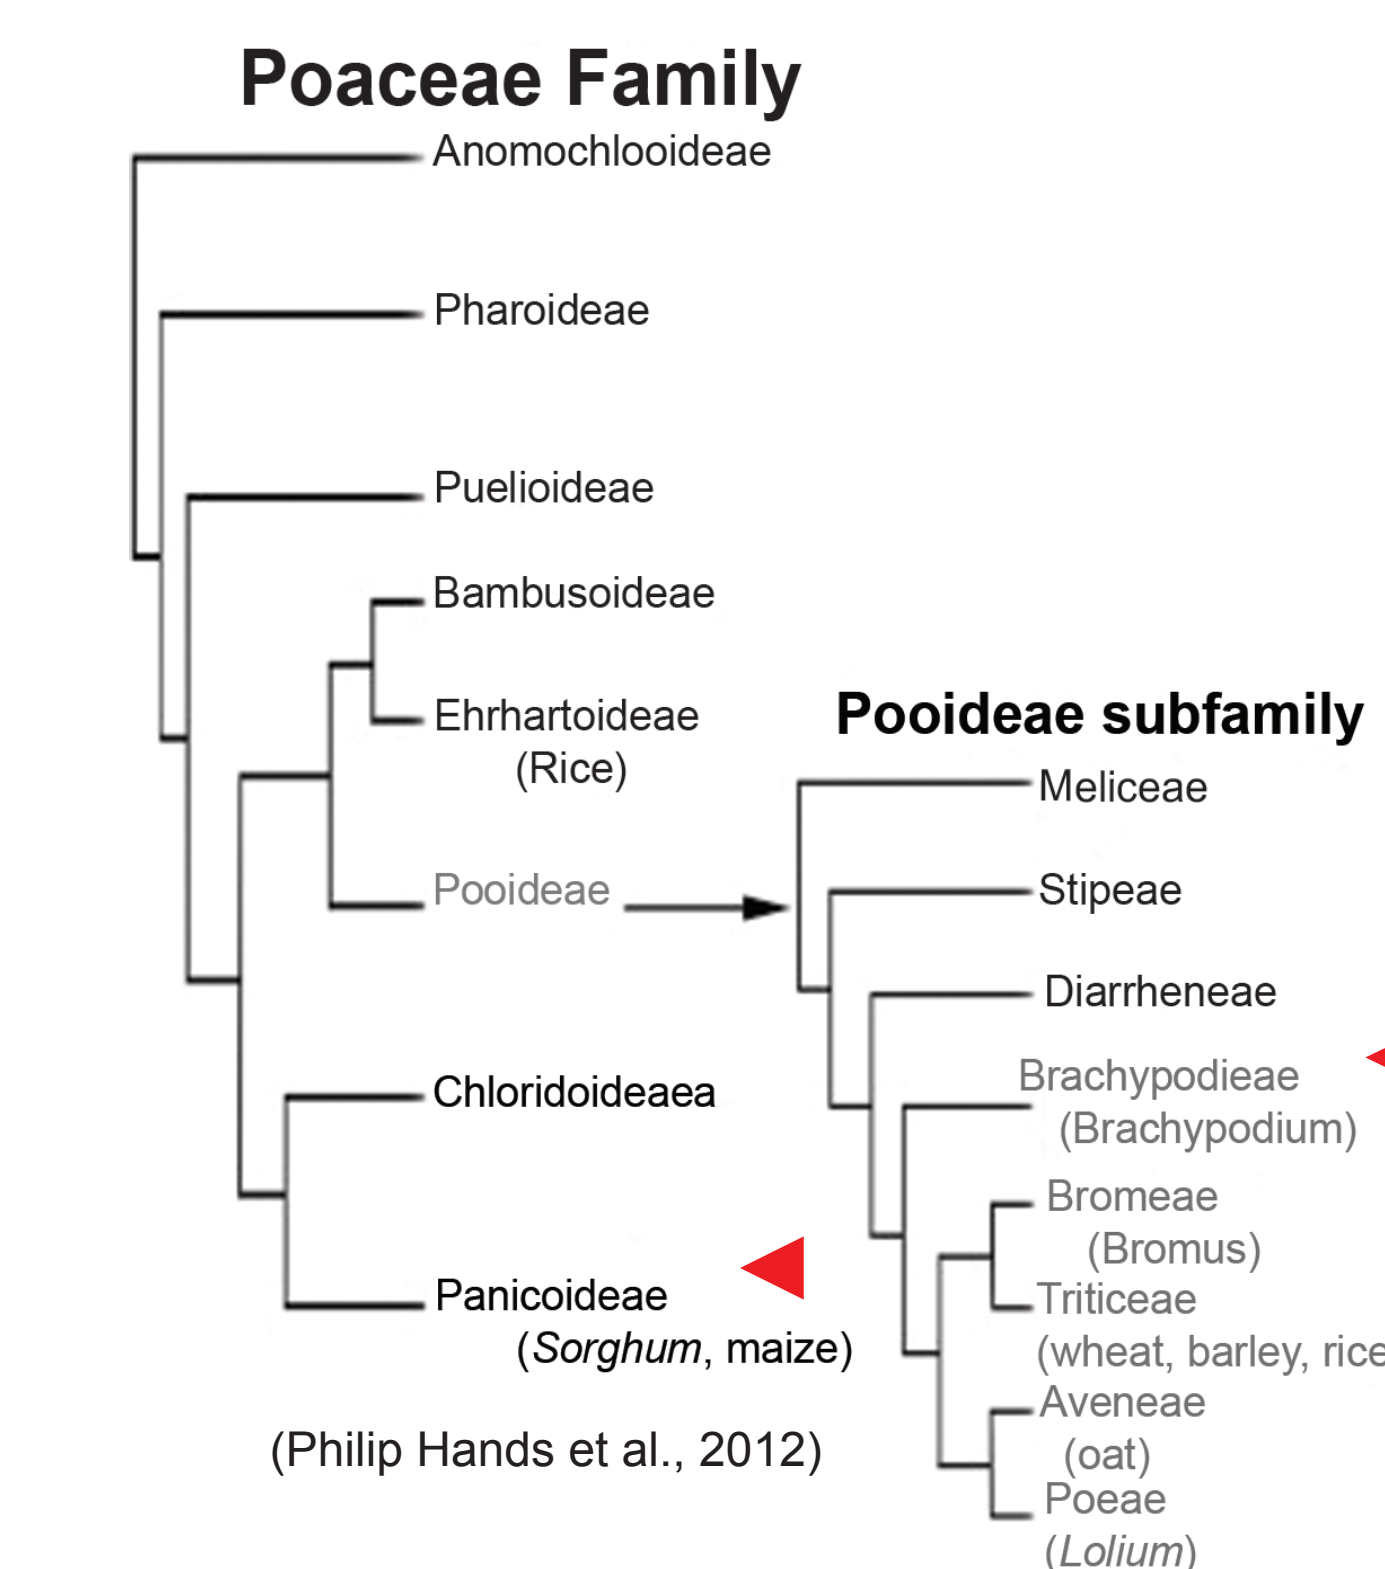 Poaceae Family
Anomochlooideae
Pharoideae
Puelioideae
Bambusoideae
Ehrhartoideae
(Rice)
Pooideae
Chloridoideaea
Panicoideae
(Sorghum, maize)
(Philip Hands et al., 2012)
Pooideae subfamily
Meliceae
Stipeae
Diarrheneae
Brachypodieae
(Brachypodium)
Bromeae
(Bromus)
Triticeae
(wheat, barley, rice
Aveneae
(oat)
Poeae
(Lolium)